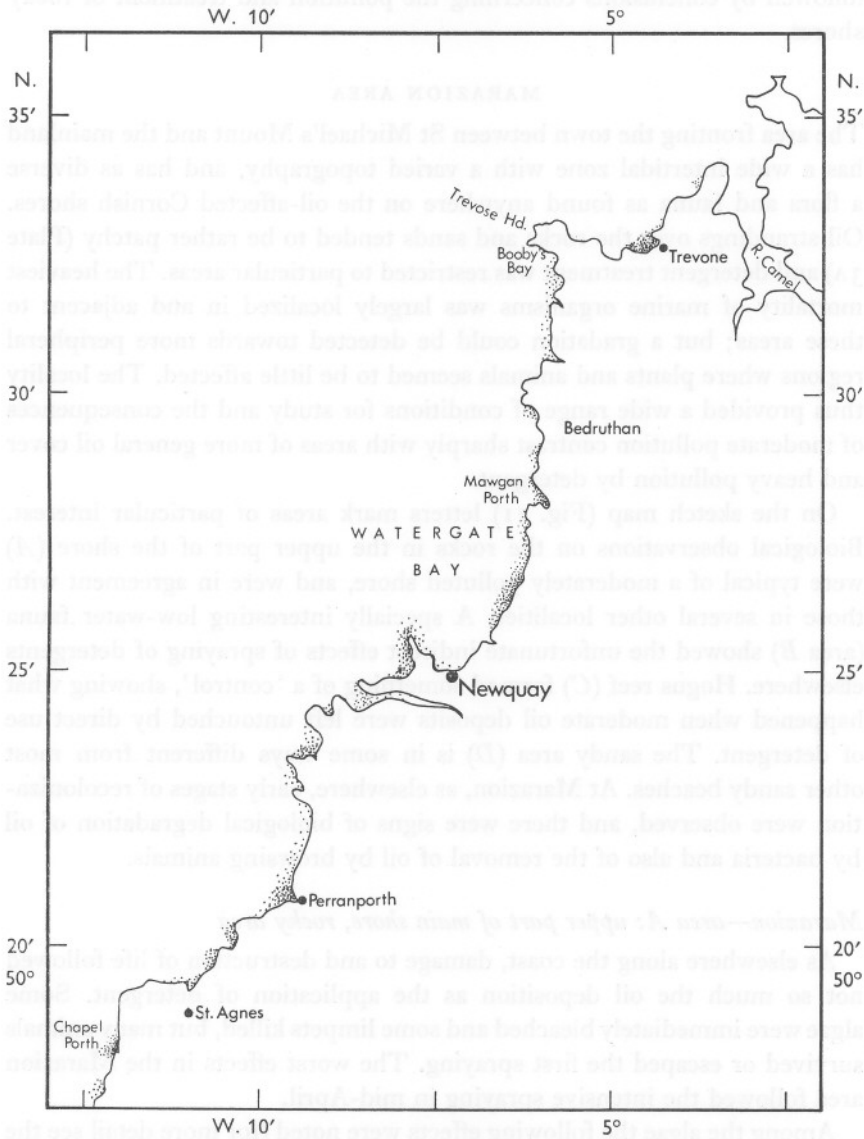 W. 10′ 5°
N. N.
35′ 35′
Trevose Hd.
Booby's
Bay
Trevone
R. Camel
30′ 30′
Bedruthan
Mawgan
Porth
WATERGATE
BAY
25′ 25′
Newquay
Perranporth
20′ 20′
50° 50°
St. Agnes
Chapel
Porth
W. 10′ 5°